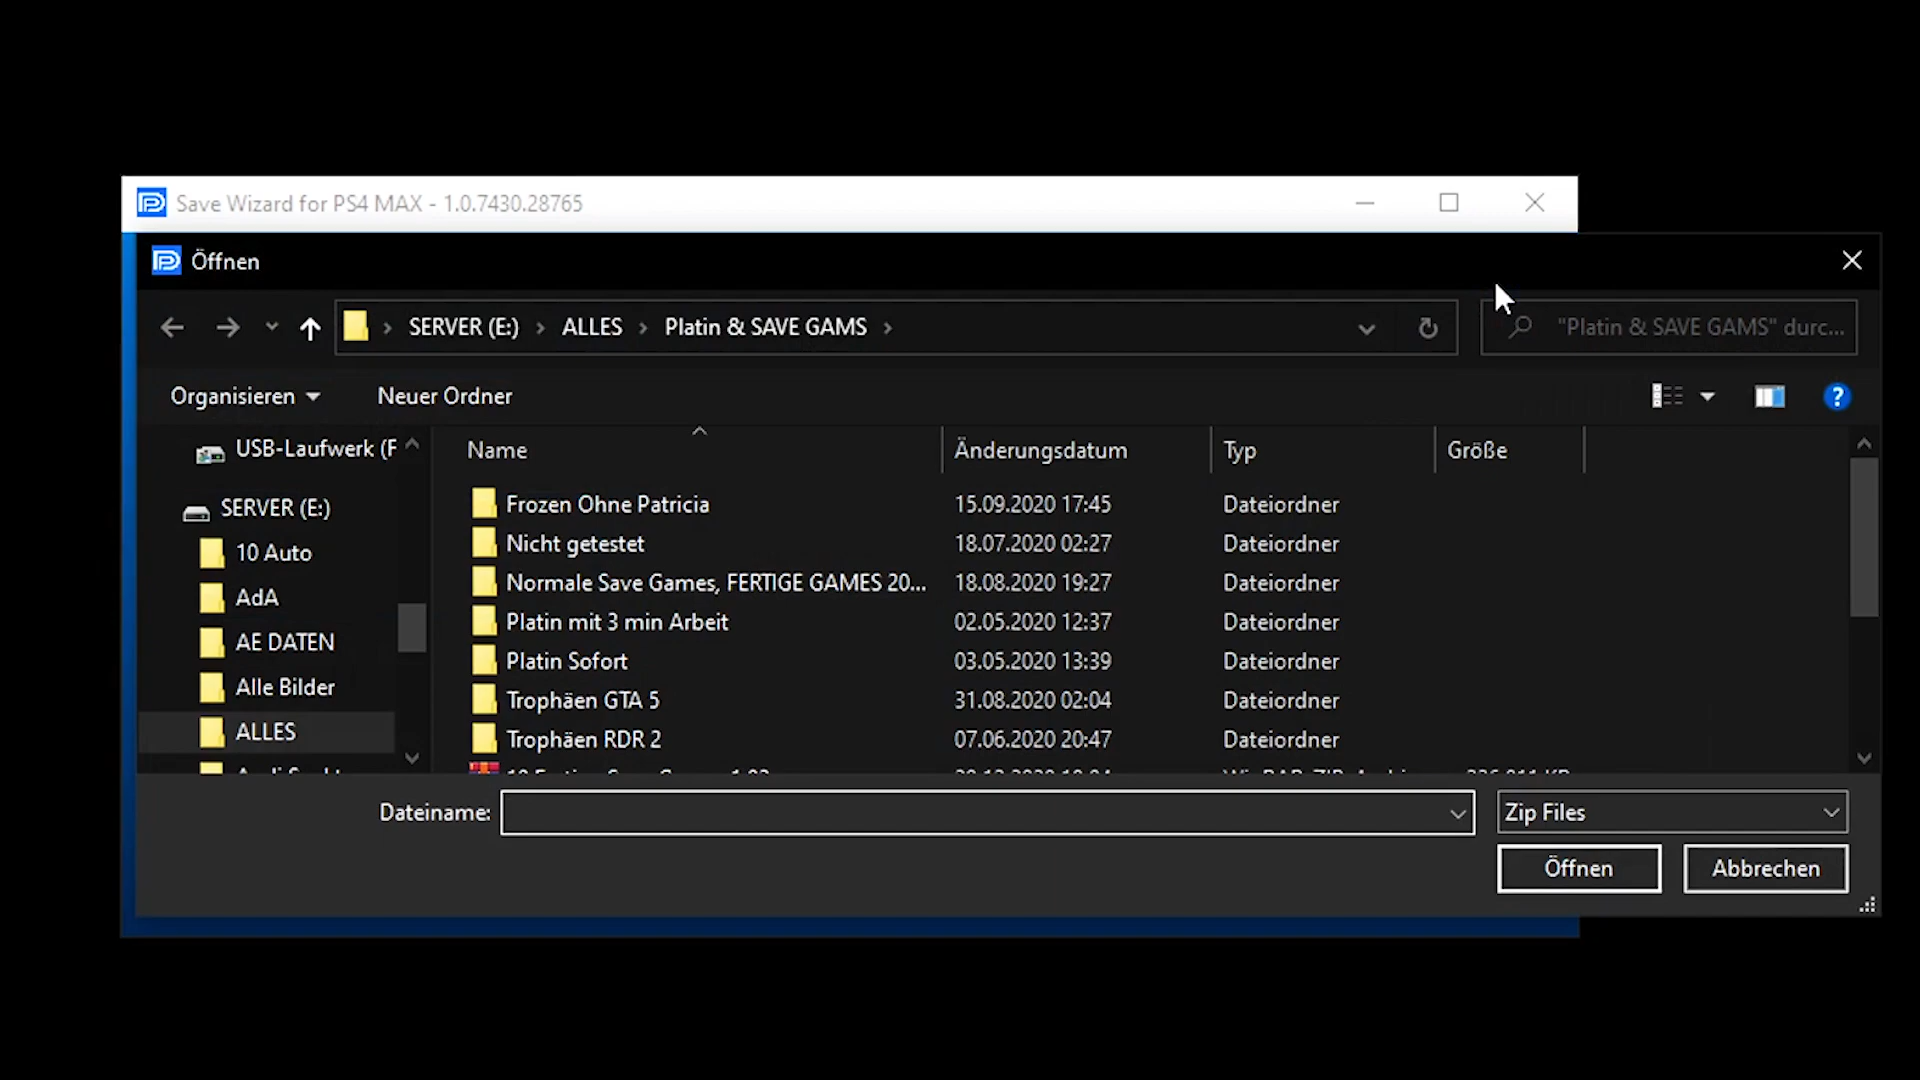 Save Wizard for PS4 MAX - 1.0.7430.28765
Öffnen
SERVER (E:) ALLES Platin & SAVE GAMS
"Platin & SAVE GAMS" durc...
Organisieren Neuer Ordner
USB-Laufwerk (F
SERVER (E:)
10 Auto
AdA
AE DATEN
Alle Bilder
ALLES
Name Änderungsdatum Typ Größe
Frozen Ohne Patricia 15.09.2020 17:45 Dateiordner
Nicht getestet 18.07.2020 02:27 Dateiordner
Normale Save Games, FERTIGE GAMES 20... 18.08.2020 19:27 Dateiordner
Platin mit 3 min Arbeit 02.05.2020 12:37 Dateiordner
Platin Sofort 03.05.2020 13:39 Dateiordner
Trophäen GTA 5 31.08.2020 02:04 Dateiordner
Trophäen RDR 2 07.06.2020 20:47 Dateiordner
Dateiname:
Zip Files
Öffnen Abbrechen